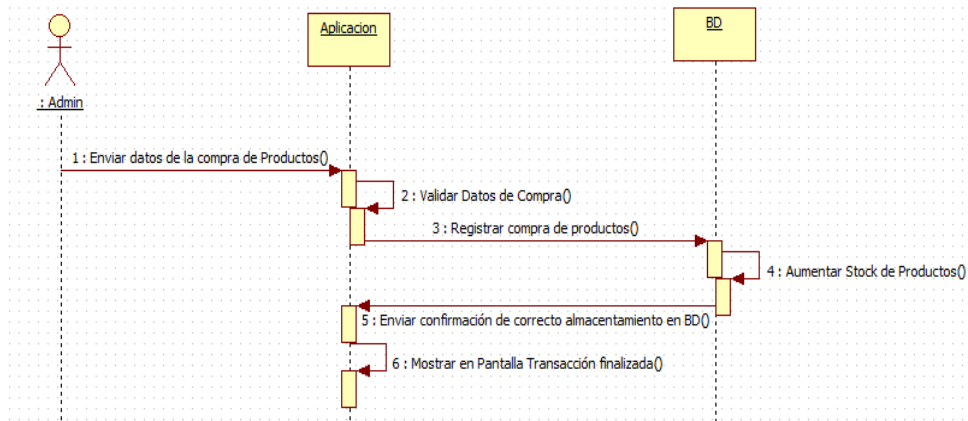 Aplicacion
BD
: Admin
1 : Enviar datos de la compra de Productos()
2 : Validar Datos de Compra()
3 : Registrar compra de productos()
4 : Aumentar Stock de Productos()
5 : Enviar confirmación de correcto almacentamiento en BD()
6 : Mostrar en Pantalla Transacción finalizada()